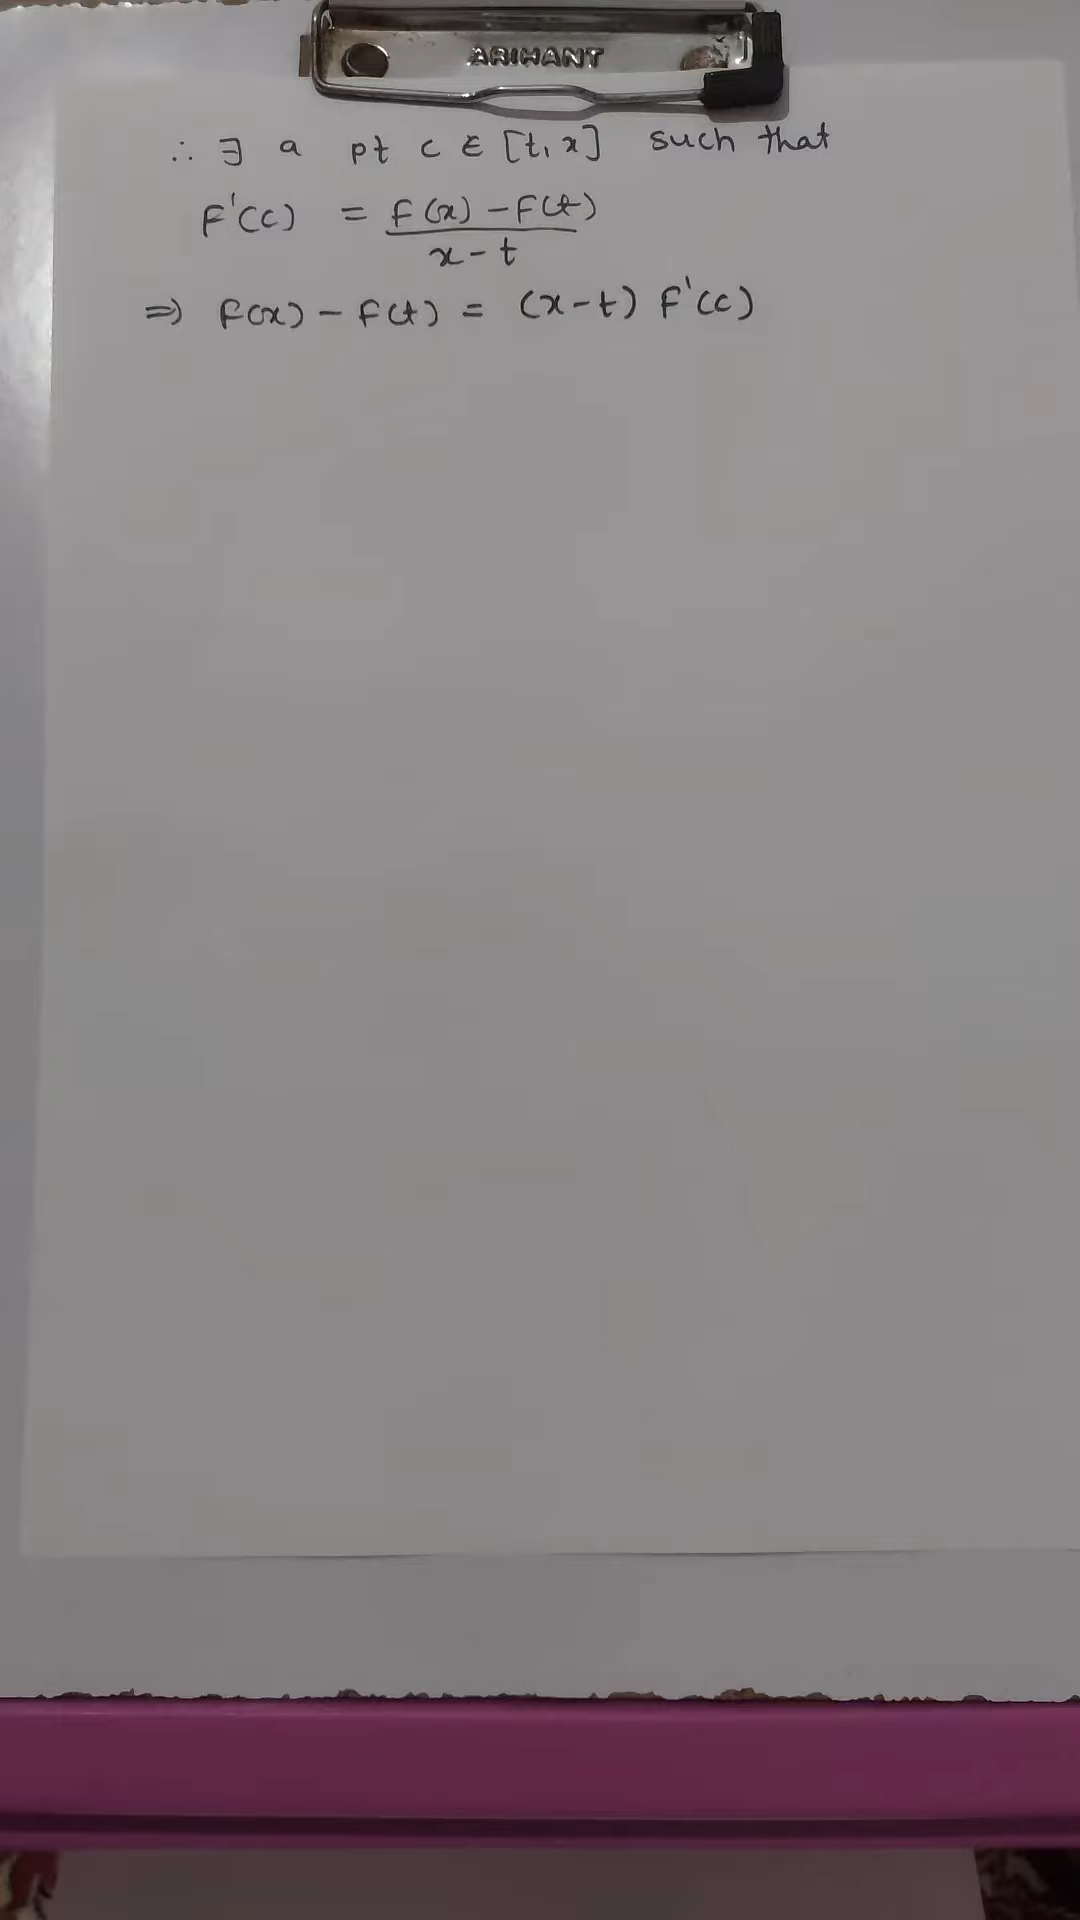 ARIHANT
∴ ∃ a pt c ∈ [t, x] such that
F'(c) = F(x) - F(t) / x - t
⇒ F(x) - F(t) = (x - t) F'(c)